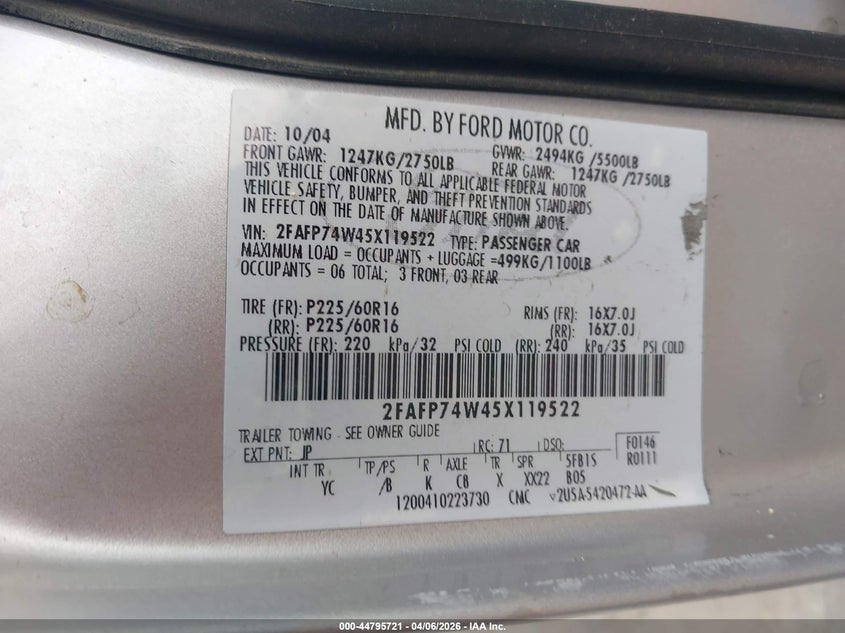 MFD. BY FORD MOTOR CO.
DATE: 10/04 GVWR: 2494KG /5500LB
FRONT GAWR: 1247KG/2750LB REAR GAWR: 1247KG /2750LB
THIS VEHICLE CONFORMS TO ALL APPLICABLE FEDERAL MOTOR
VEHICLE SAFETY, BUMPER, AND THEFT PREVENTION STANDARDS
IN EFFECT ON THE DATE OF MANUFACTURE SHOWN ABOVE.
VIN: 2FAFP74W45X119522 TYPE: PASSENGER CAR
MAXIMUM LOAD = OCCUPANTS + LUGGAGE =499KG/1100LB
OCCUPANTS = 06 TOTAL; 3 FRONT, 03 REAR
TIRE (FR): P225/60R16 RIMS (FR): 16X7.0J
(RR): P225/60R16 (RR): 16X7.0J
PRESSURE (FR): 220 kPa/32 PSI COLD (RR): 240 kPa/35 PSI COLD
2FAFP74W45X119522
TRAILER TOWING - SEE OWNER GUIDE
EXT PNT: JP RC: 71 DSO: F0146
R0111
INT TR TP/PS R AXLE TR SPR 5FB1S
YC /B K CB X XX22 B05
1200410223730 CMC v2U5A-5420472-AA
000-44795721 - 04/06/2026 - IAA Inc.